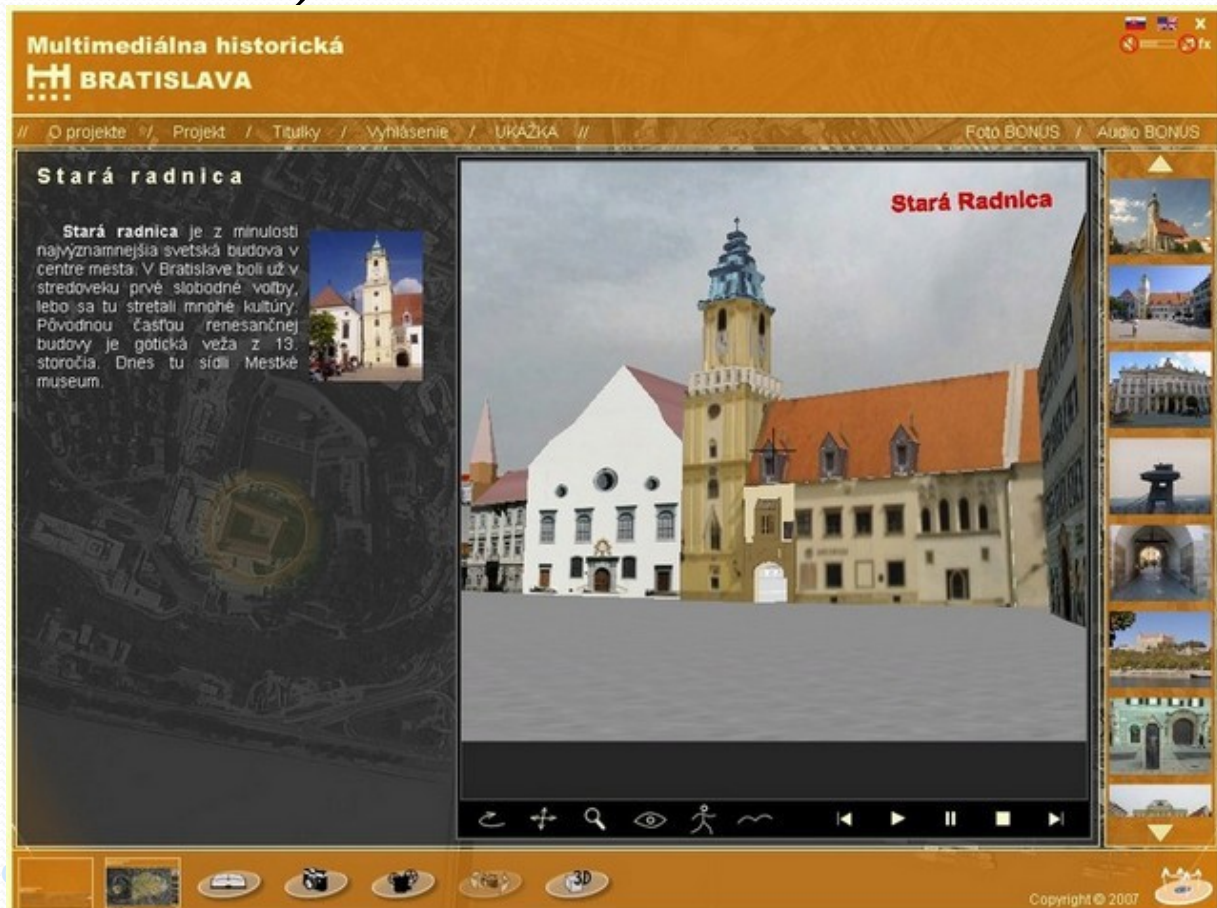 Multimediálna historická
BRATISLAVA
fx
// O projekte / Projekt / Titulky / Vyhlásenie / UKÁŽKA //
Foto BONUS / Audio BONUS
Stará radnica
Stará radnica je z minulosti
najvýznamnejšia svetská budova v
centre mesta. V Bratislave boli už v
stredoveku prvé slobodné voľby,
lebo sa tu stretali mnohé kultúry.
Pôvodnou časťou renesančnej
budovy je gotická veža z 13.
storočia. Dnes tu sídli Mestké
museum.
Stará Radnica
3D
Copyright © 2007